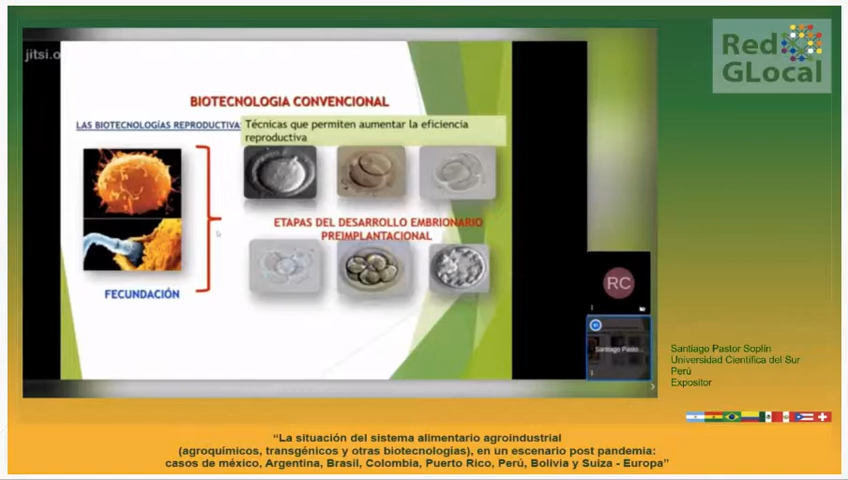 jitsi.o
Red
GLocal
BIOTECNOLOGIA CONVENCIONAL
LAS BIOTECNOLOGÍAS REPRODUCTIVA
Técnicas que permiten aumentar la eficiencia
reproductiva
ETAPAS DEL DESARROLLO EMBRIONARIO
PREIMPLANTACIONAL
FECUNDACIÓN
RC
Santiago Pasto...
Santiago Pastor Soplín
Universidad Científica del Sur
Perú
Expositor
“La situación del sistema alimentario agroindustrial
(agroquímicos, transgénicos y otras biotecnologias), en un escenario post pandemia:
casos de méxico, Argentina, Brasil, Colombia, Puerto Rico, Perú, Bolivia y Suiza - Europa”